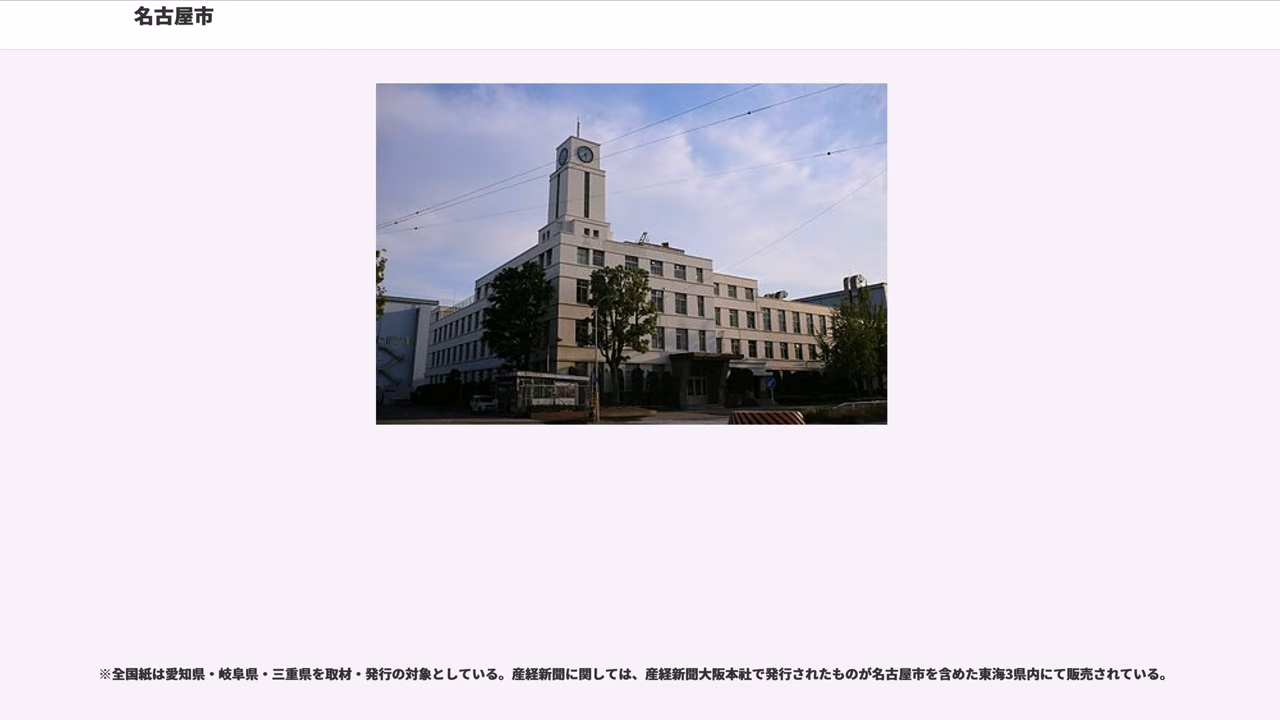 名古屋市
※全国紙は愛知県・岐阜県・三重県を取材・発行の対象としている。産経新聞に関しては、産経新聞大阪本社で発行されたものが名古屋市を含めた東海3県内にて販売されている。